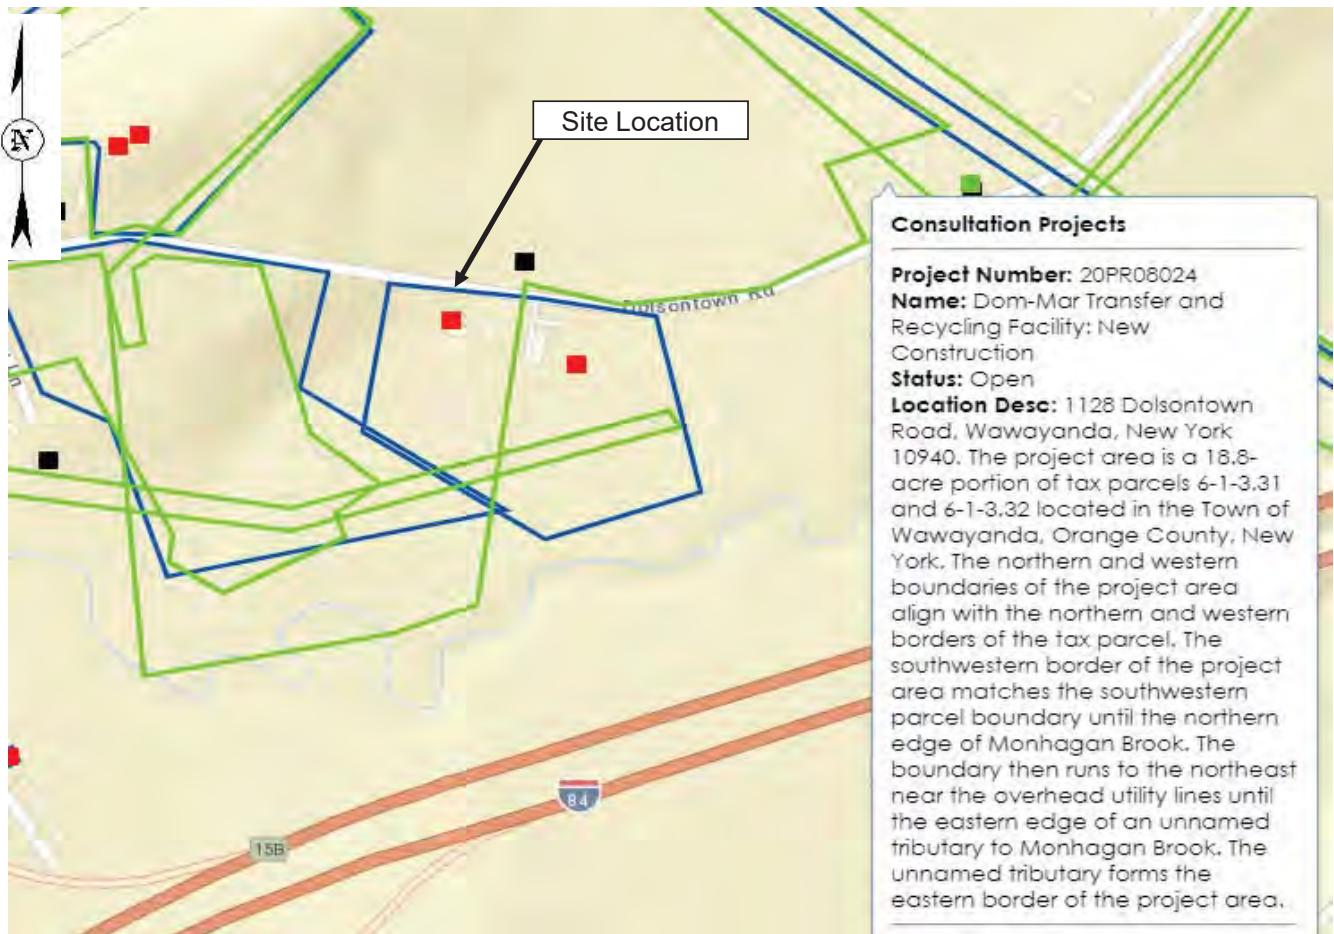 N
Site Location
Dolsontown Rd
ln
84
15B
Consultation Projects
Project Number: 20PR08024
Name: Dom-Mar Transfer and
Recycling Facility: New
Construction
Status: Open
Location Desc: 1128 Dolsontown
Road, Wawayanda, New York
10940. The project area is a 18.8-
acre portion of tax parcels 6-1-3.31
and 6-1-3.32 located in the Town of
Wawayanda, Orange County, New
York. The northern and western
boundaries of the project area
align with the northern and western
borders of the tax parcel. The
southwestern border of the project
area matches the southwestern
parcel boundary until the northern
edge of Monhagan Brook. The
boundary then runs to the northeast
near the overhead utility lines until
the eastern edge of an unnamed
tributary to Monhagan Brook. The
unnamed tributary forms the
eastern border of the project area.